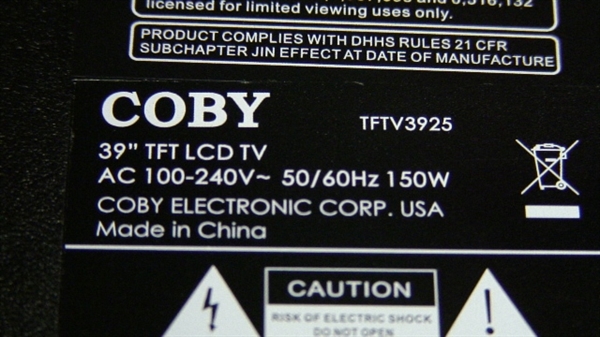 licensed for limited viewing uses only.
PRODUCT COMPLIES WITH DHHS RULES 21 CFR
SUBCHAPTER JIN EFFECT AT DATE OF MANUFACTURE
COBY
TFTV3925
39" TFT LCD TV
AC 100-240V~ 50/60Hz 150W
COBY ELECTRONIC CORP. USA
Made in China
CAUTION
RISK OF ELECTRIC SHOCK
DO NOT OPEN